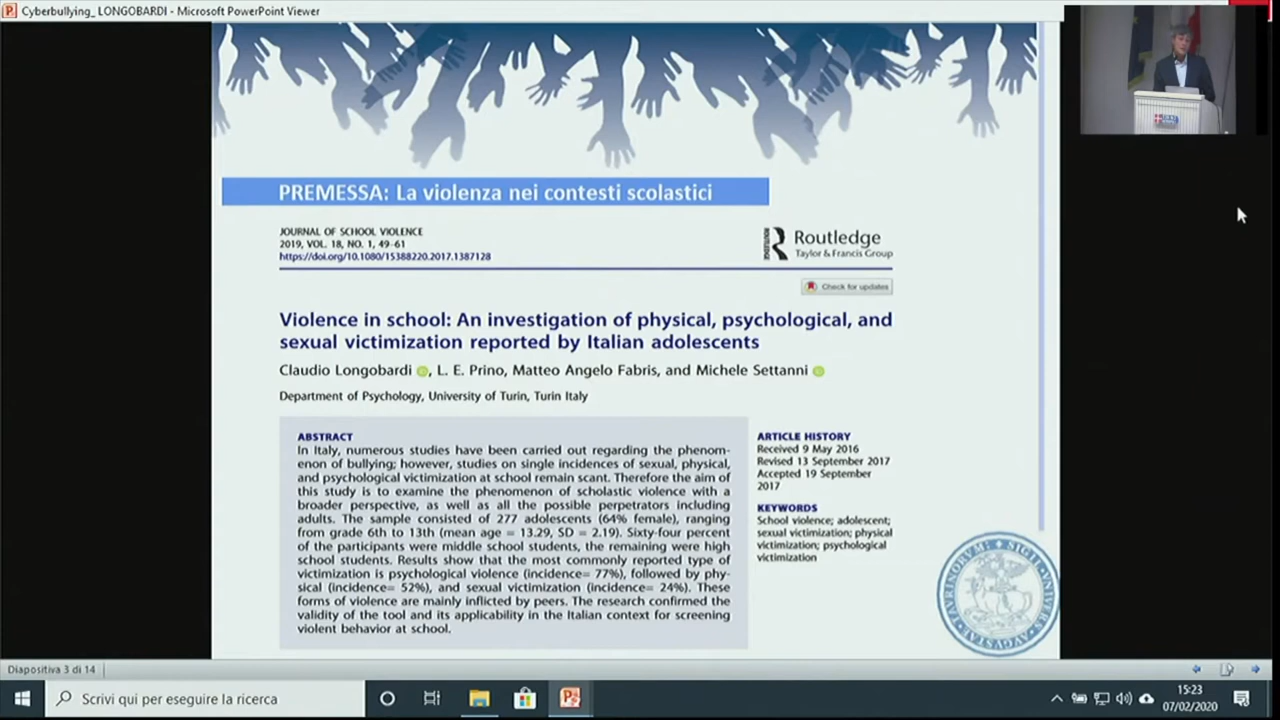 Cyberbullying_ LONGOBARDI - Microsoft PowerPoint Viewer
PREMESSA: La violenza nei contesti scolastici
JOURNAL OF SCHOOL VIOLENCE
2019, VOL. 18, NO. 1, 49–61
https://doi.org/10.1080/15388220.2017.1387128
ROUTLEDGE
Routledge
Taylor & Francis Group
Check for updates
Violence in school: An investigation of physical, psychological, and
sexual victimization reported by Italian adolescents
Claudio Longobardi, L. E. Prino, Matteo Angelo Fabris, and Michele Settanni
Department of Psychology, University of Turin, Turin Italy
ABSTRACT
In Italy, numerous studies have been carried out regarding the phenom-
enon of bullying; however, studies on single incidences of sexual, physical,
and psychological victimization at school remain scant. Therefore the aim of
this study is to examine the phenomenon of scholastic violence with a
broader perspective, as well as all the possible perpetrators including
adults. The sample consisted of 277 adolescents (64% female), ranging
from grade 6th to 13th (mean age = 13.29, SD = 2.19). Sixty-four percent
of the participants were middle school students, the remaining were high
school students. Results show that the most commonly reported type of
victimization is psychological violence (incidence= 77%), followed by phy-
sical (incidence= 52%), and sexual victimization (incidence= 24%). These
forms of violence are mainly inflicted by peers. The research confirmed the
validity of the tool and its applicability in the Italian context for screening
violent behavior at school.
ARTICLE HISTORY
Received 9 May 2016
Revised 13 September 2017
Accepted 19 September
2017
KEYWORDS
School violence; adolescent;
sexual victimization; physical
victimization; psychological
victimization
Diapositiva 3 di 14
Scrivi qui per eseguire la ricerca
15:23
07/02/2020